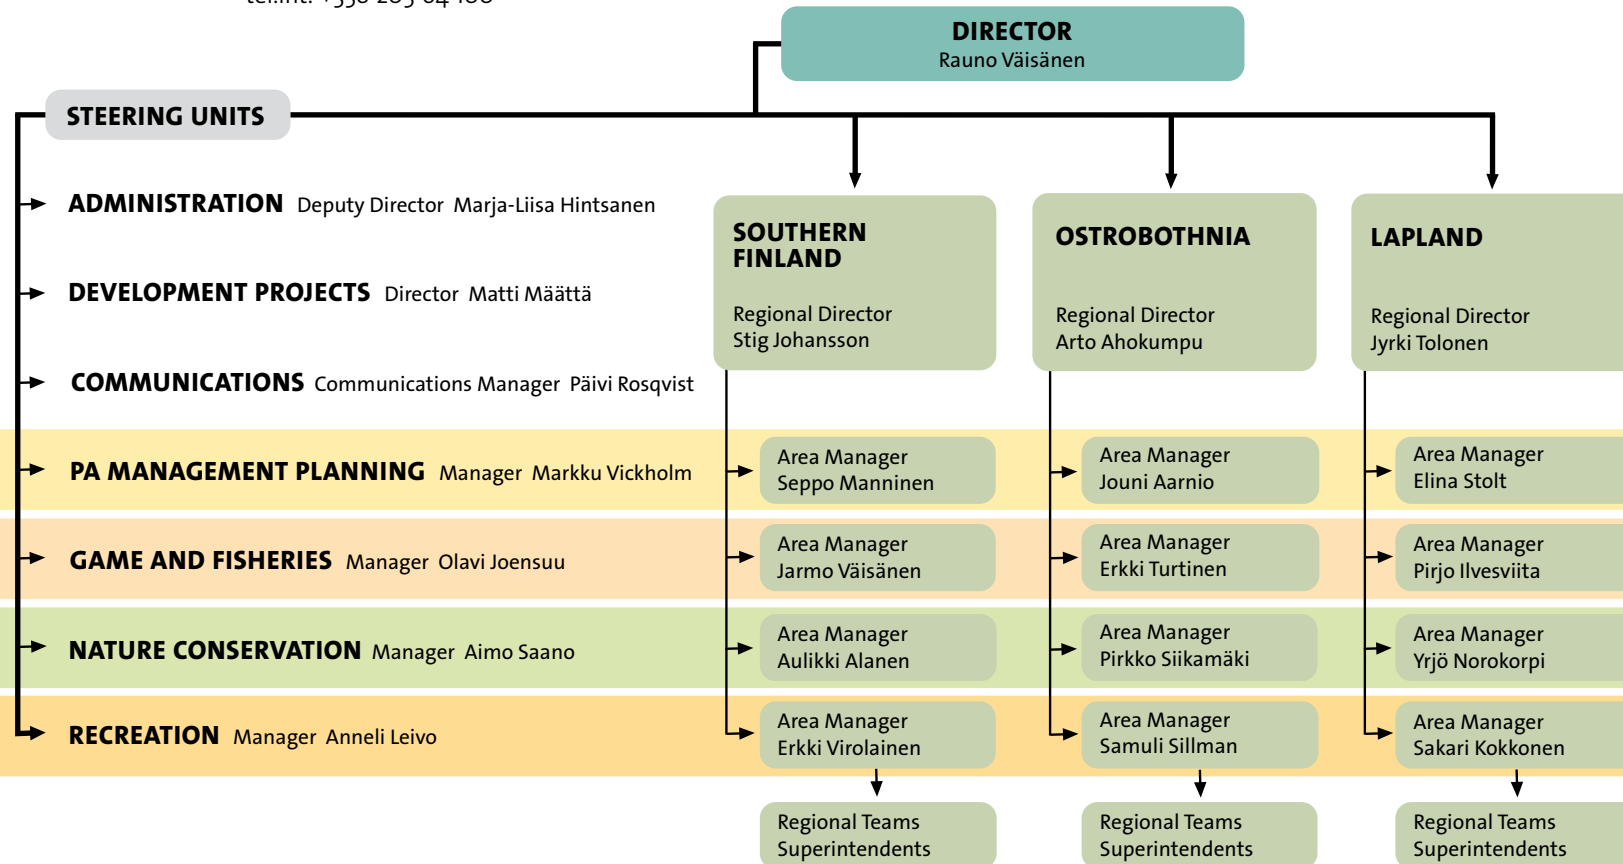 DIRECTOR
Rauno Väisänen
STEERING UNITS
ADMINISTRATION Deputy Director Marja-Liisa Hintsanen
DEVELOPMENT PROJECTS Director Matti Määttä
COMMUNICATIONS Communications Manager Päivi Rosqvist
PA MANAGEMENT PLANNING Manager Markku Vickholm
GAME AND FISHERIES Manager Olavi Joensuu
NATURE CONSERVATION Manager Aimo Saano
RECREATION Manager Anneli Leivo
SOUTHERN
FINLAND
Regional Director
Stig Johansson
Area Manager
Seppo Manninen
Area Manager
Jarmo Väisänen
Area Manager
Aulikki Alanen
Area Manager
Erkki Virolainen
Regional Teams
Superintendents
OSTROBOTHNIA
Regional Director
Arto Ahokumpu
Area Manager
Jouni Aarnio
Area Manager
Erkki Turtinen
Area Manager
Pirkko Siikamäki
Area Manager
Samuli Sillman
Regional Teams
Superintendents
LAPLAND
Regional Director
Jyrki Tolonen
Area Manager
Elina Stolt
Area Manager
Pirjo Ilvesviita
Area Manager
Yrjö Norokorpi
Area Manager
Sakari Kokkonen
Regional Teams
Superintendents